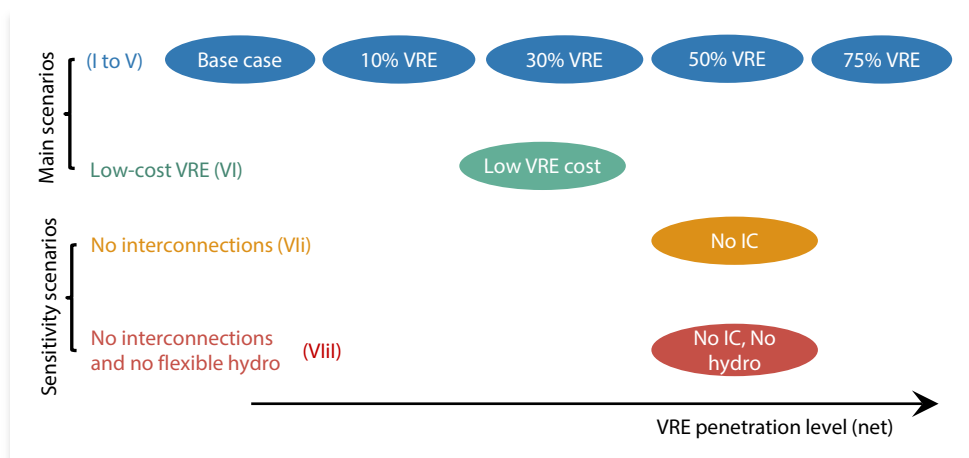 Main scenarios
(I to V)
Base case
10% VRE
30% VRE
50% VRE
75% VRE
Low-cost VRE (VI)
Low VRE cost
Sensitivity scenarios
No interconnections (VIi)
No IC
No interconnections
and no flexible hydro
(VIiI)
No IC, No
hydro
VRE penetration level (net)